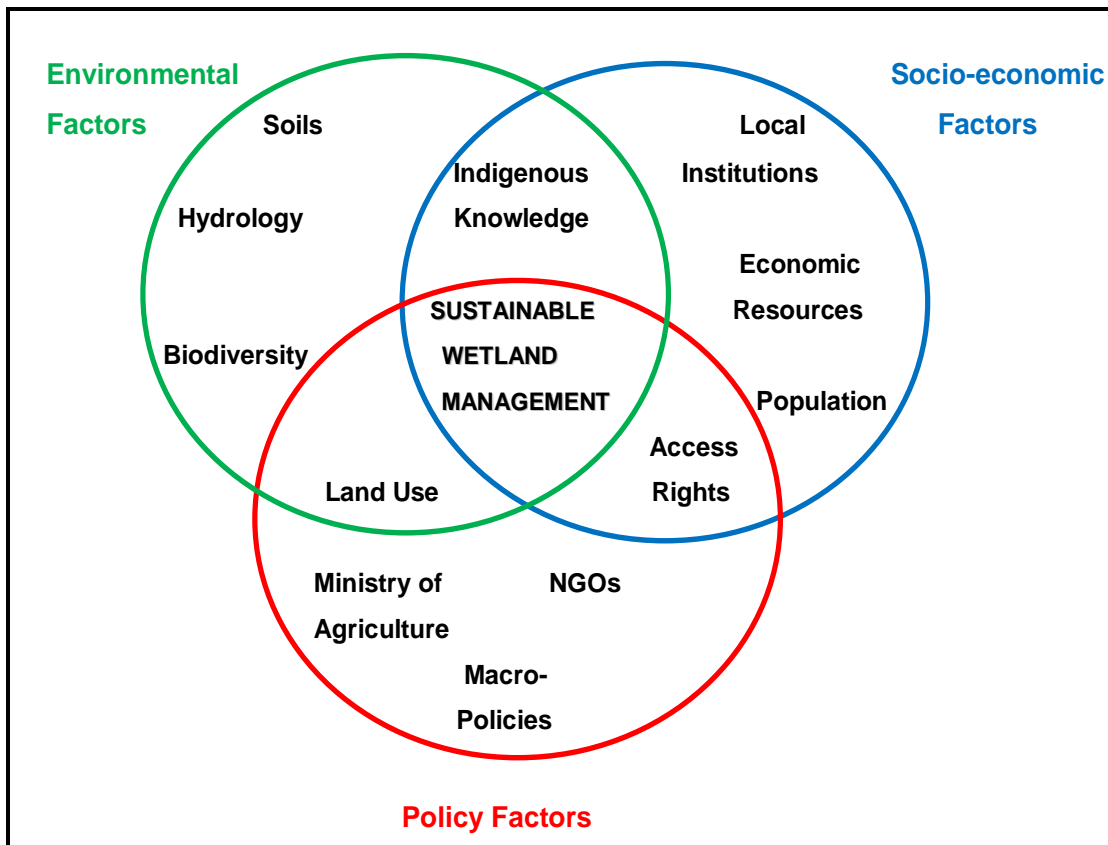 Environmental
Factors
Socio-economic
Factors
Soils
Local
Institutions
Indigenous
Knowledge
Hydrology
Economic
Resources
SUSTAINABLE
WETLAND
MANAGEMENT
Biodiversity
Population
Access
Rights
Land Use
Ministry of
Agriculture
NGOs
Macro-
Policies
Policy Factors